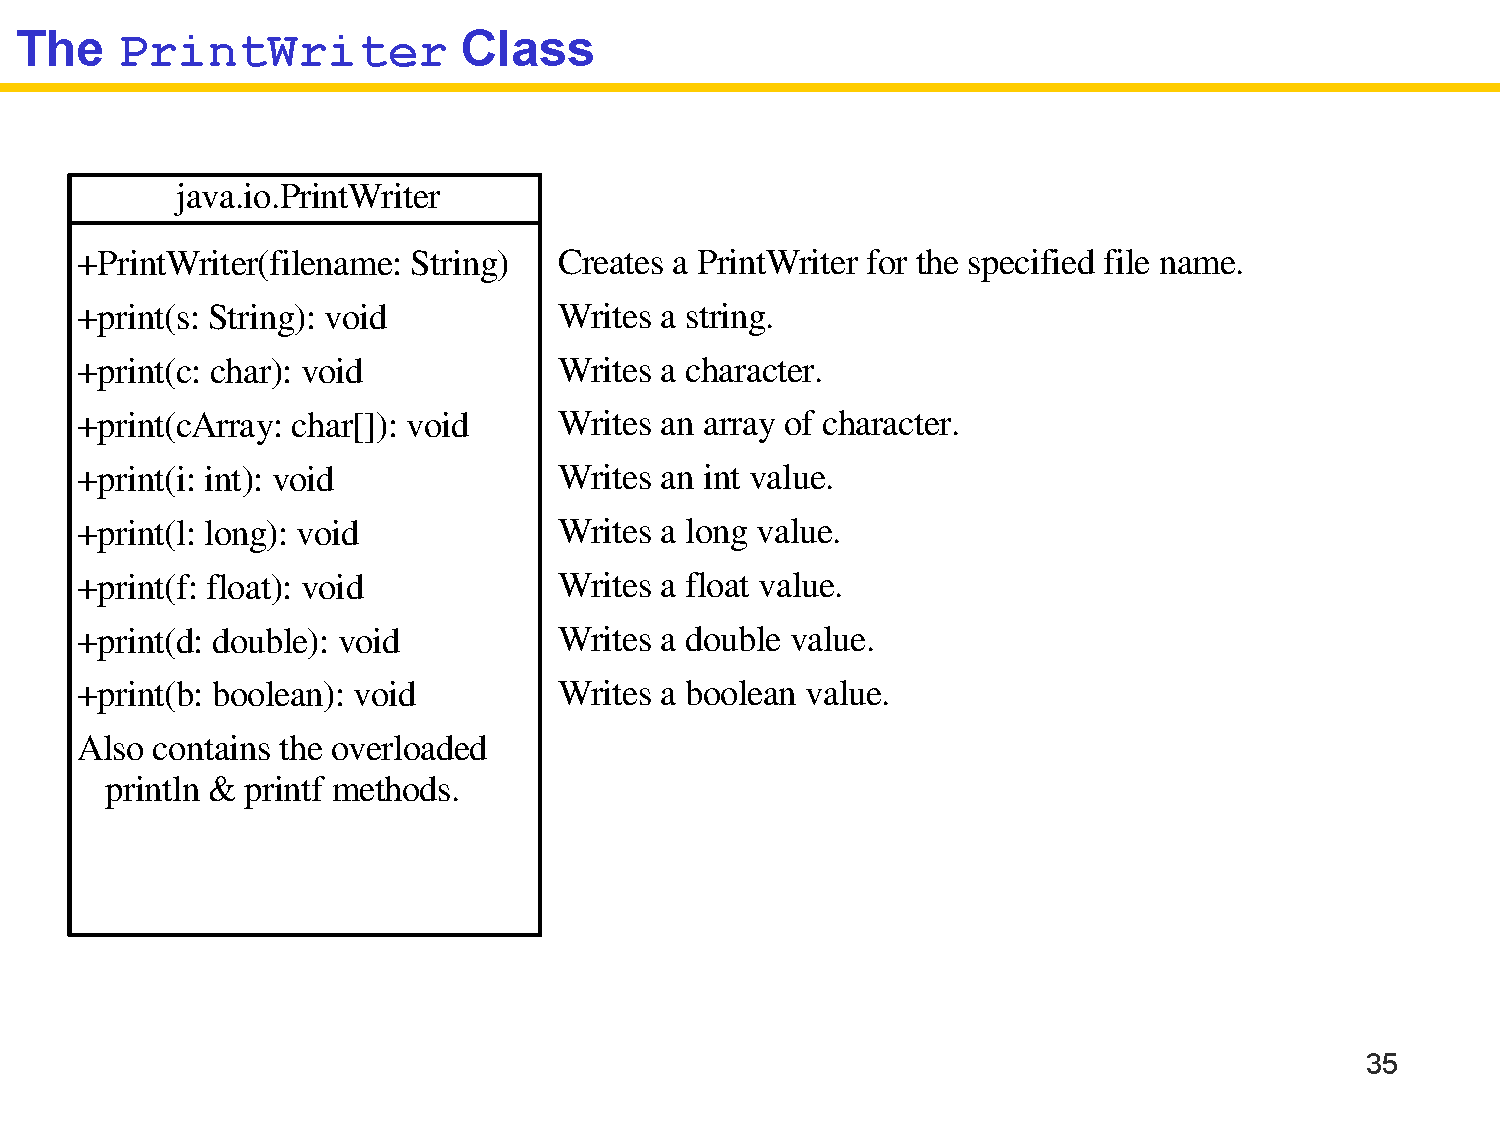 The PrintWriter Class
java.io.PrintWriter
+PrintWriter(filename: String) Creates a PrintWriter for the specified file name.
+print(s: String): void Writes a string.
+print(c: char): void Writes a character.
+print(cArray: char[]): void Writes an array of character.
+print(i: int): void Writes an int value.
+print(l: long): void Writes a long value.
+print(f: float): void Writes a float value.
+print(d: double): void Writes a double value.
+print(b: boolean): void Writes a boolean value.
Also contains the overloaded
println & printf methods.
35